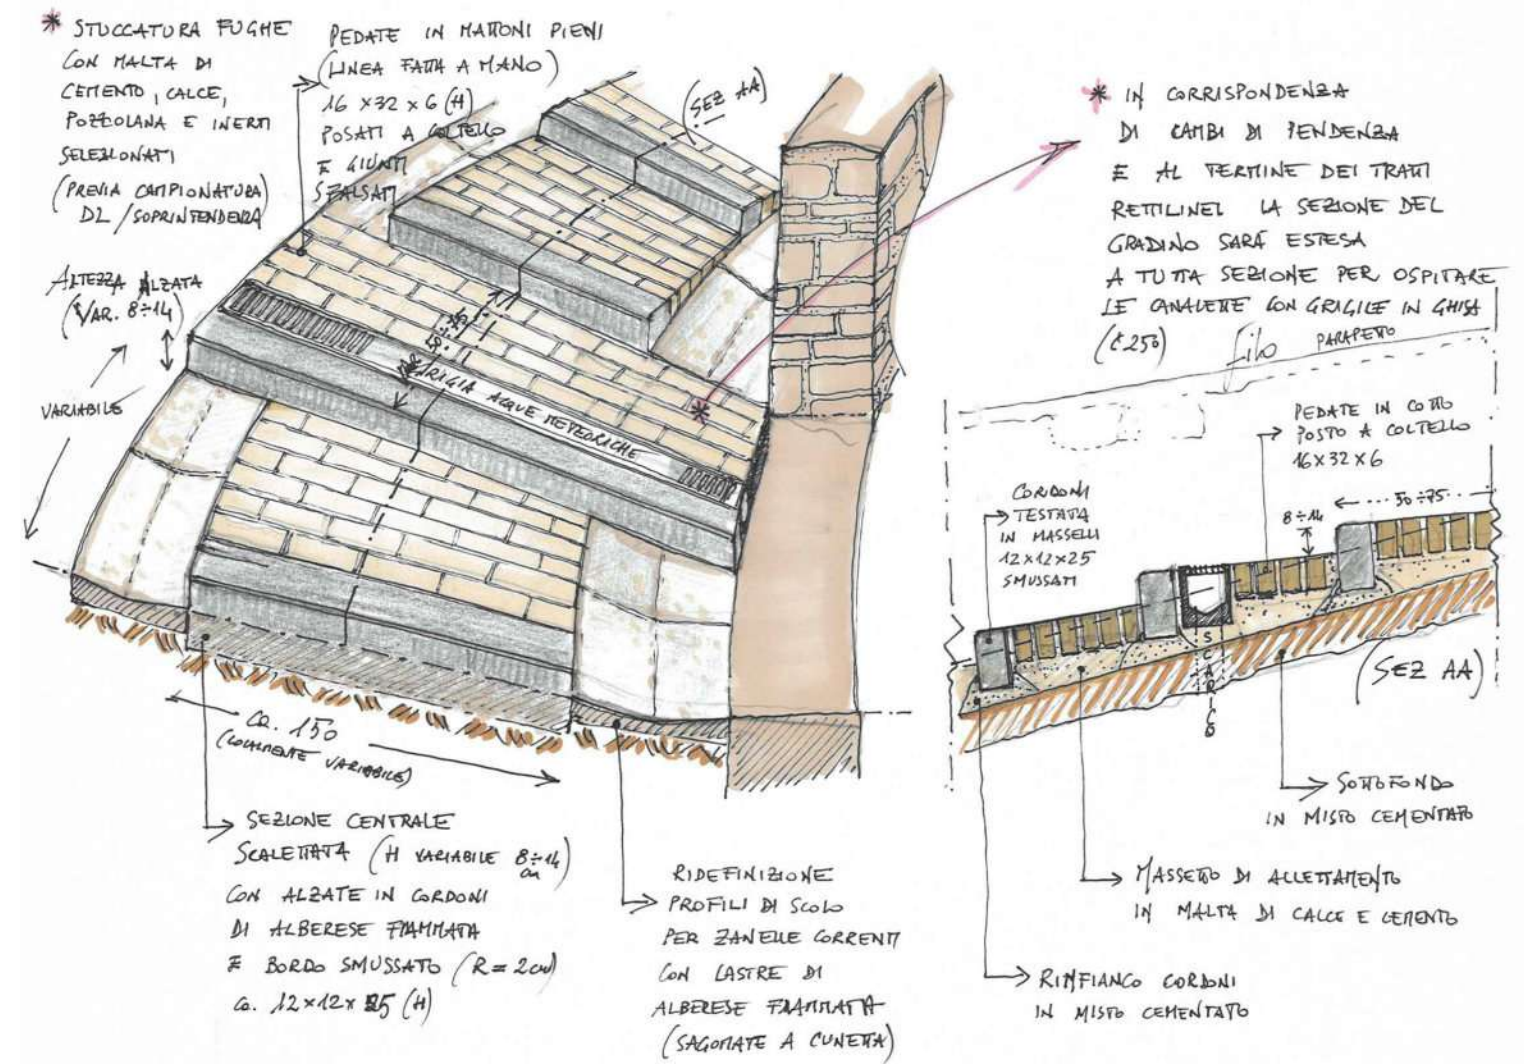 * STUCCATURA FUGHE
CON MALTA DI
CEMENTO, CALCE,
POZZOLANA E INERTI
SELEZIONATI
(PREVIA CAMPIONATURA)
DL / SOPRINTENDENZA
PEDATE IN MATTONI PIENI
(LINEA FATTA A MANO)
16 x 32 x 6 (H)
POSATI A COLTELLO
E GIUNTI
SFALSATI
(SEZ AA)
ALTEZZA ALZATA
(VAR. 8÷14)
VARIABILE
GRIGLIA ACQUE METEORICHE
ca. 150
(LOCALMENTE VARIABILE)
SEZIONE CENTRALE
SCALETTATA (H VARIABILE 8÷14
cm)
CON ALZATE IN CORDONI
DI ALBERESE FIAMMATA
E BORDO SMUSSATO (R = 2 cm)
ca. 12x12x25 (H)
RIDEFINIZIONE
PROFILI DI SCOLO
PER ZANELLE CORRENTI
CON LASTRE DI
ALBERESE FIAMMATA
(SAGOMATE A CUNETTA)
* IN CORRISPONDENZA
DI CAMBI DI PENDENZA
E AL TERMINE DEI TRATTI
RETTILINEI LA SEZIONE DEL
GRADINO SARÁ ESTESA
A TUTTA SEZIONE PER OSPITARE
LE CANALETTE CON GRIGLIE IN GHISA
(C250)
filo PARAPETTO
PEDATE IN COTTO
POSTO A COLTELLO
16x32x6
CORDONI
TESTATA
IN MASSELLI
12x12x25
SMUSSATI
50÷75
8÷14
SCARICO
(SEZ AA)
SOTTOFONDO
IN MISTO CEMENTATO
MASSETTO DI ALLETTAMENTO
IN MALTA DI CALCE E CEMENTO
RINFIANCO CORDONI
IN MISTO CEMENTATO